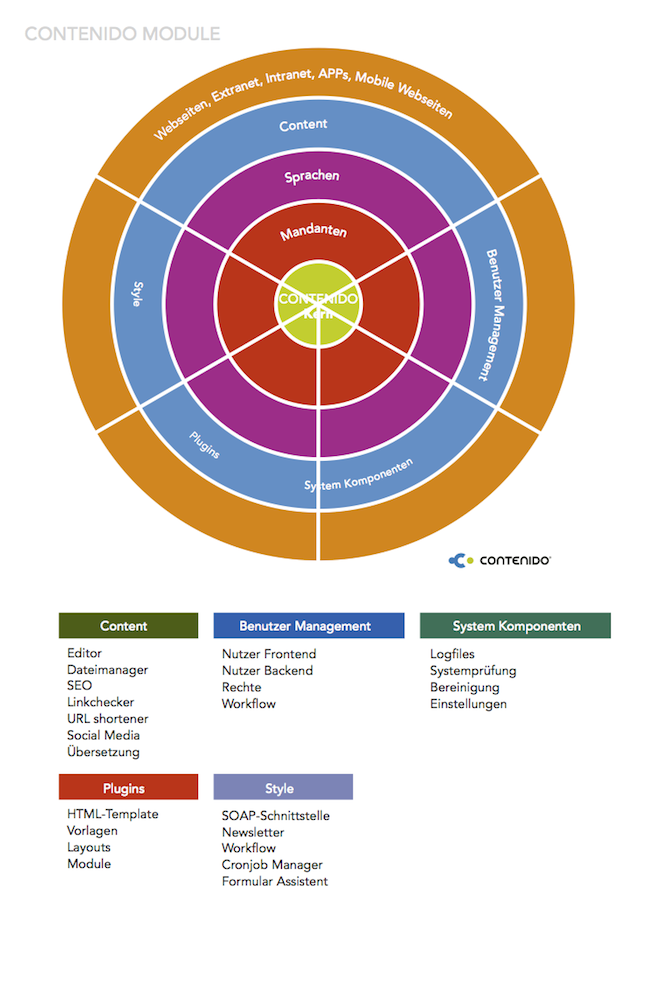 CONTENIDO MODULE
Webseiten, Extranet, Intranet, APPs, Mobile Webseiten
Content
Sprachen
Mandanten
CONTENIDO
Kern
Style
Benutzer Management
Plugins
System Komponenten
CONTENIDO
Content
Editor
Dateimanager
SEO
Linkchecker
URL shortener
Social Media
Übersetzung
Benutzer Management
Nutzer Frontend
Nutzer Backend
Rechte
Workflow
System Komponenten
Logfiles
Systemprüfung
Bereinigung
Einstellungen
Plugins
HTML-Template
Vorlagen
Layouts
Module
Style
SOAP-Schnittstelle
Newsletter
Workflow
Cronjob Manager
Formular Assistent